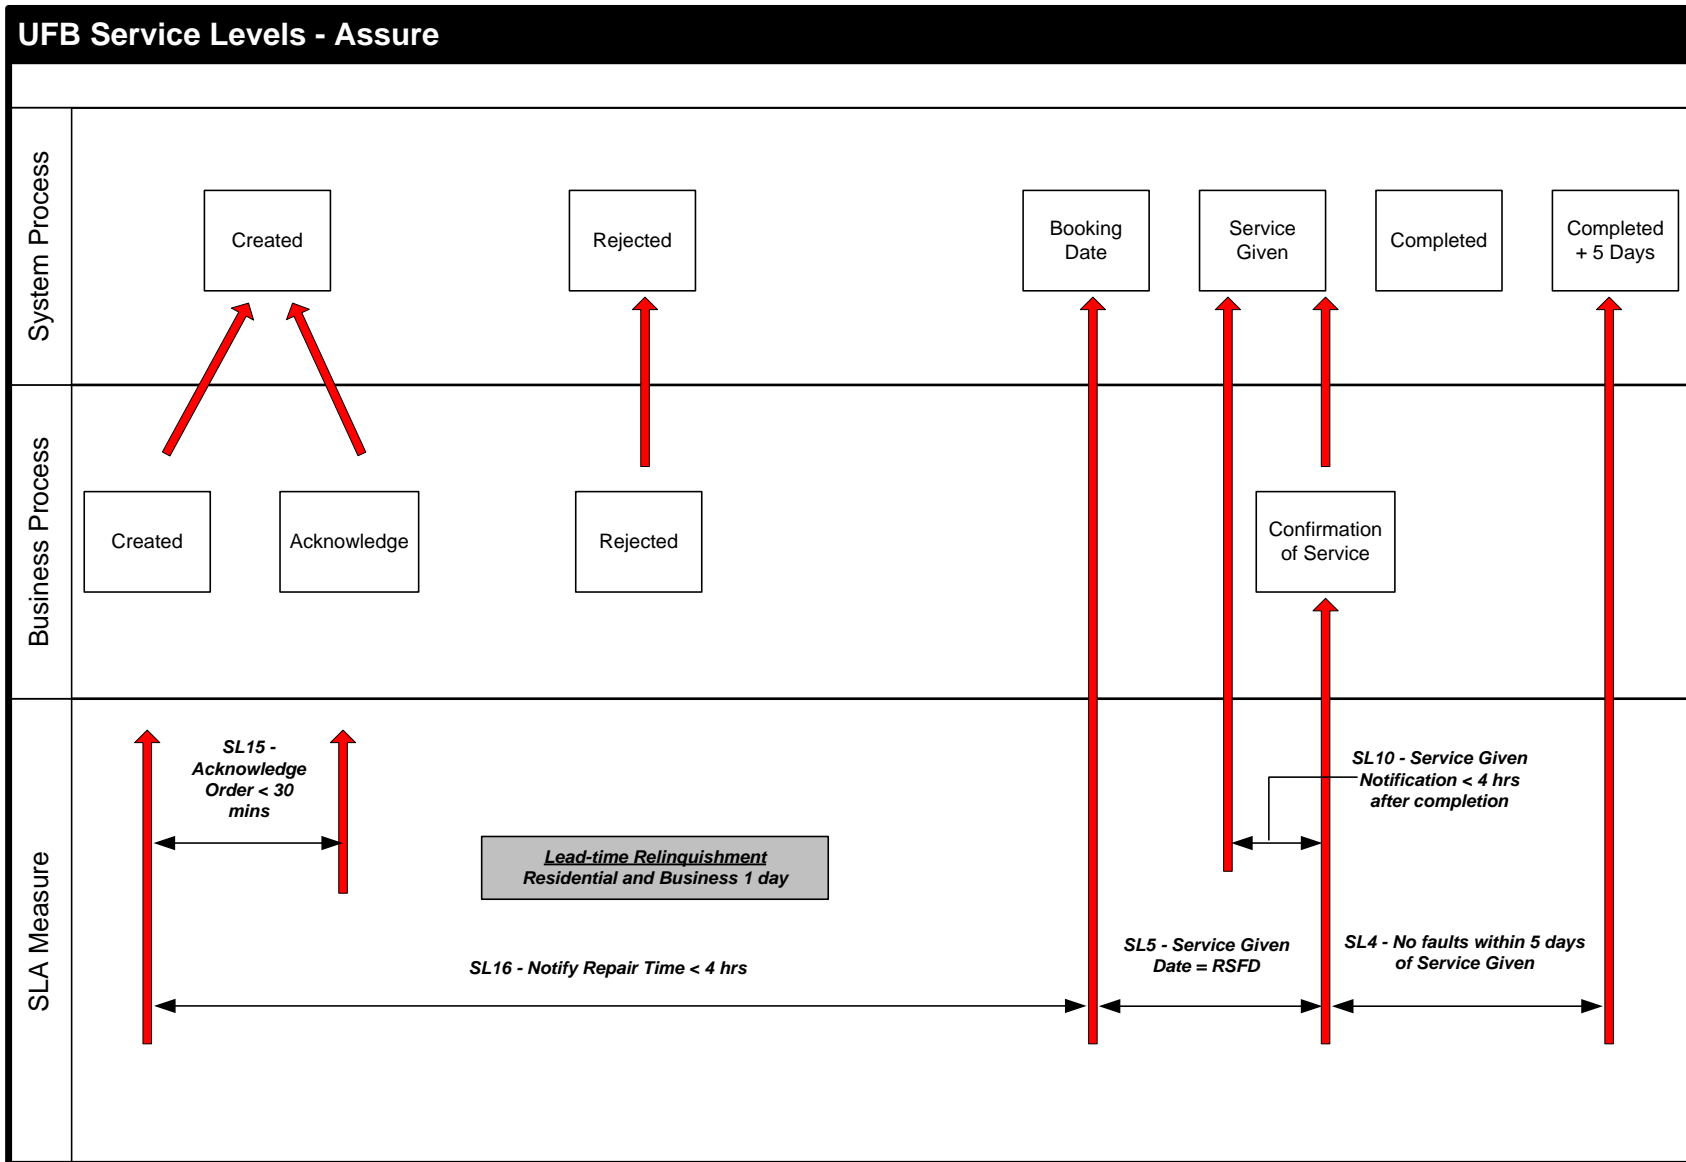 UFB Service Levels - Assure
System Process
Created
Rejected
Booking
Date
Service
Given
Completed
Completed
+ 5 Days
Business Process
Created
Acknowledge
Rejected
Confirmation
of Service
SLA Measure
SL15 -
Acknowledge
Order < 30
mins
SL10 - Service Given
Notification < 4 hrs
after completion
Lead-time Relinquishment
Residential and Business 1 day
SL16 - Notify Repair Time < 4 hrs
SL5 - Service Given
Date = RSFD
SL4 - No faults within 5 days
of Service Given